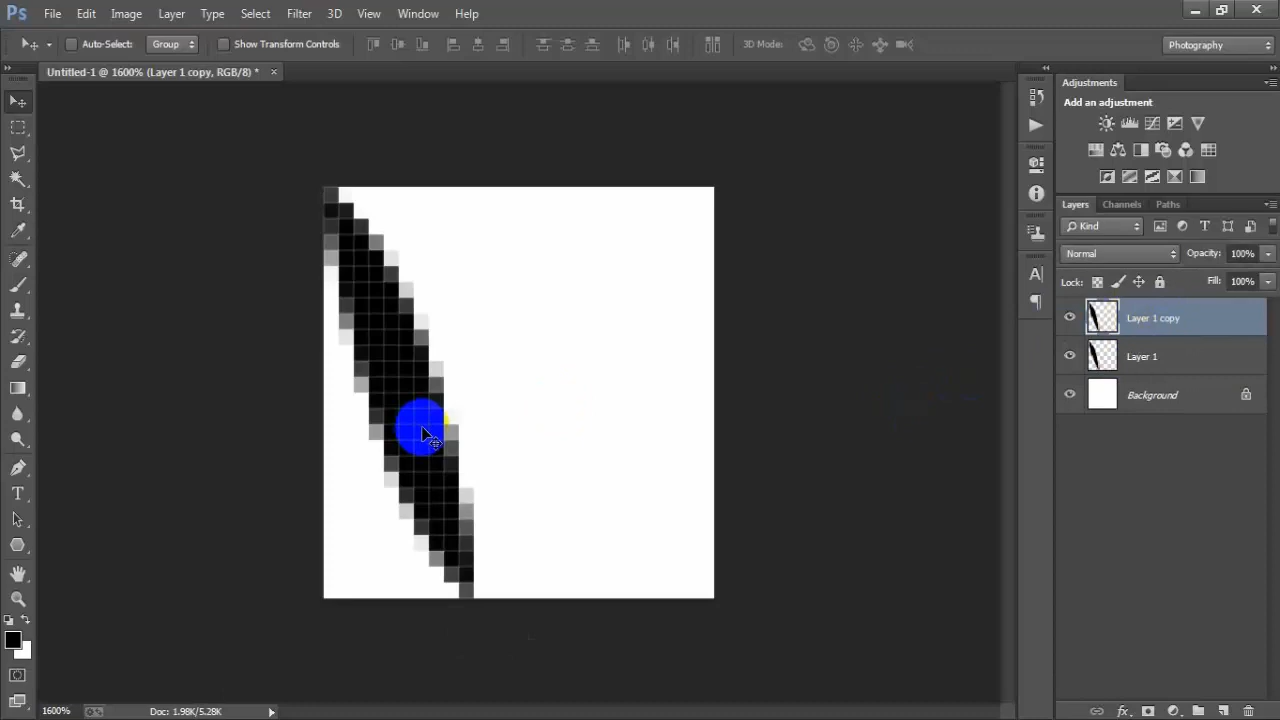 Ps File Edit Image Layer Type Select Filter 3D View Window Help
Auto-Select: Group Show Transform Controls 3D Mode: Photography
Untitled-1 @ 1600% (Layer 1 copy, RGB/8) *
Adjustments
Add an adjustment
Layers Channels Paths
Kind
Normal Opacity: 100%
Lock: Fill: 100%
Layer 1 copy
Layer 1
Background
1600% Doc: 1.98K/5.28K